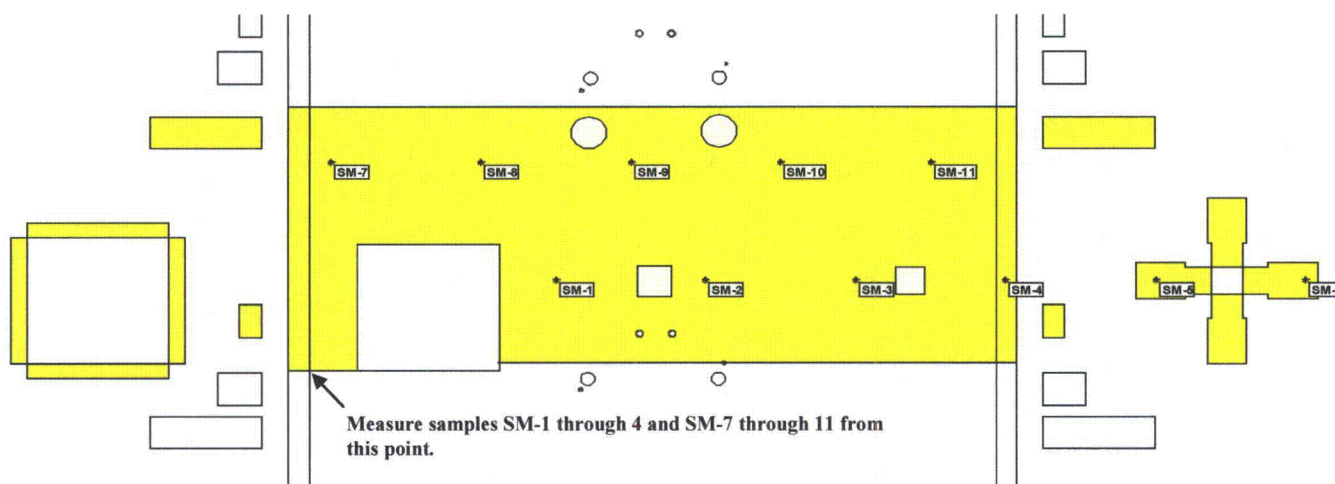 SM-7
SM-8
SM-9
SM-10
SM-11
SM-1
SM-2
SM-3
SM-4
SM-5
SM-
Measure samples SM-1 through 4 and SM-7 through 11 from
this point.